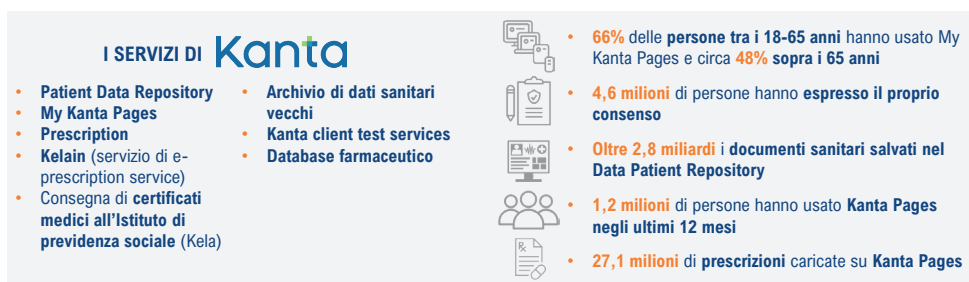 I SERVIZI DI Kanta
• Patient Data Repository
• My Kanta Pages
• Prescription
• Kelain (servizio di e-
prescription service)
• Consegna di certificati
medici all'Istituto di
previdenza sociale (Kela)
• Archivio di dati sanitari
vecchi
• Kanta client test services
• Database farmaceutico
• 66% delle persone tra i 18-65 anni hanno usato My
Kanta Pages e circa 48% sopra i 65 anni
• 4,6 milioni di persone hanno espresso il proprio
consenso
• Oltre 2,8 miliardi i documenti sanitari salvati nel
Data Patient Repository
• 1,2 milioni di persone hanno usato Kanta Pages
negli ultimi 12 mesi
• 27,1 milioni di prescrizioni caricate su Kanta Pages